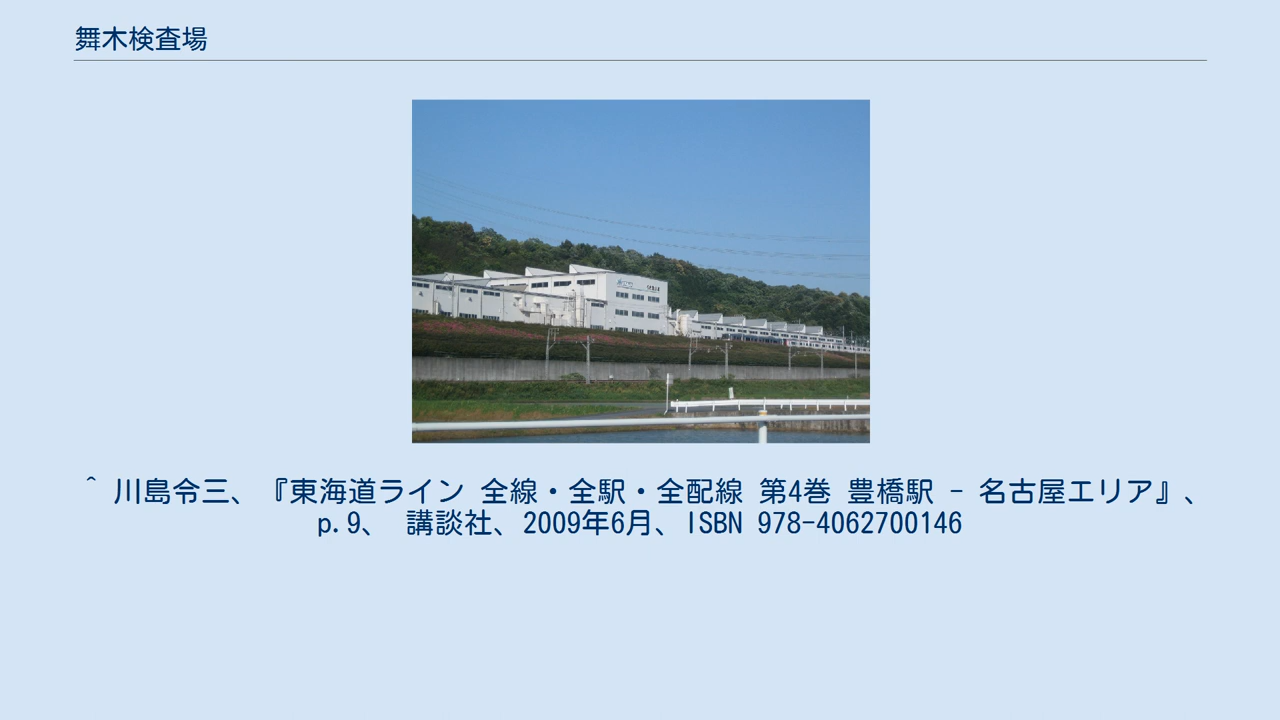 舞木検査場
^ 川島令三、『東海道ライン 全線・全駅・全配線 第4巻 豊橋駅 - 名古屋エリア』、
p.9、 講談社、2009年6月、ISBN 978-4062700146